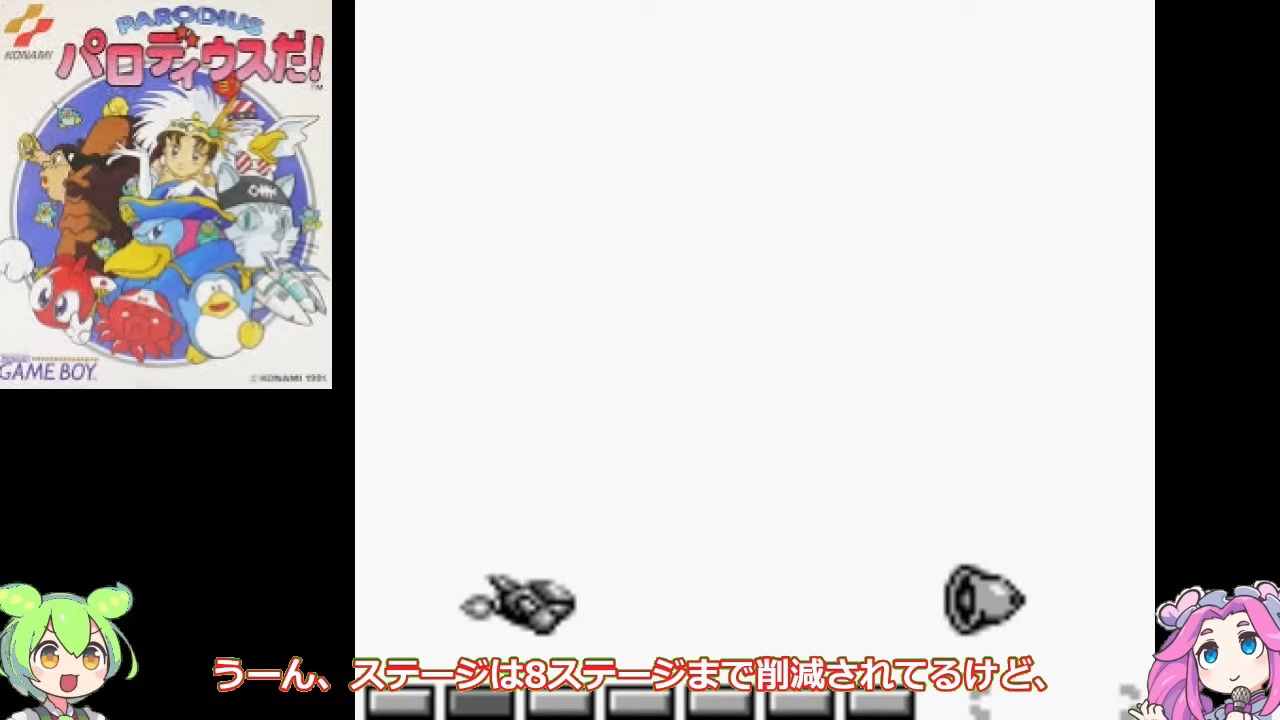 PARODIUS
パロディウスだ!
TM
KONAMI
GAME BOY
© KONAMI 1991
うーん、ステージは8ステージまで削減されてるけど、